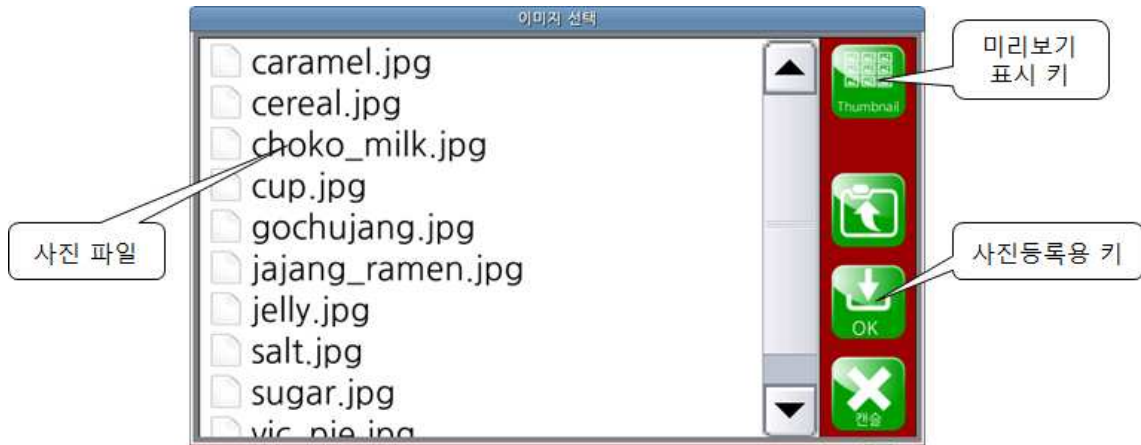 이미지 선택
caramel.jpg
cereal.jpg
choko_milk.jpg
cup.jpg
gochujang.jpg
jajang_ramen.jpg
jelly.jpg
salt.jpg
sugar.jpg
vic_pie.jpg
Thumbnail
OK
캔슬
미리보기
표시 키
사진 파일
사진등록용 키